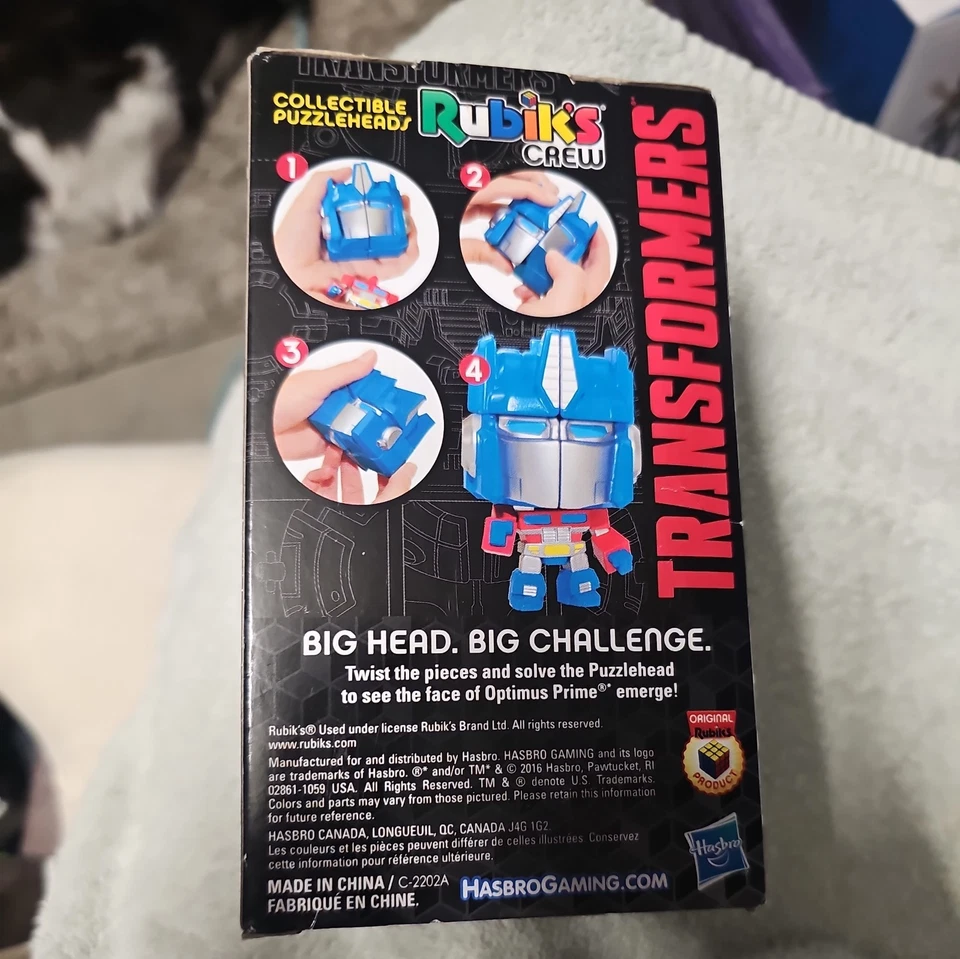 TRANSFORMERS
COLLECTIBLE
PUZZLEHEADS
Rubik's®
CREW
TRANSFORMERS
1
2
3
4
BIG HEAD. BIG CHALLENGE.
Twist the pieces and solve the Puzzlehead
to see the face of Optimus Prime®* emerge!
Rubik's® Used under license Rubik's Brand Ltd. All rights reserved.
www.rubiks.com
Manufactured for and distributed by Hasbro. HASBRO GAMING and its logo
are trademarks of Hasbro. ®* and/or TM* & © 2016 Hasbro, Pawtucket, RI
02861-1059 USA. All Rights Reserved. TM & ® denote U.S. Trademarks.
Colors and parts may vary from those pictured. Please retain this information
for future reference.
HASBRO CANADA, LONGUEUIL, QC, CANADA J4G 1G2.
Les couleurs et les pièces peuvent différer de celles illustrées. Conservez
cette information pour référence ultérieure.
MADE IN CHINA / C-2202A
FABRIQUÉ EN CHINE.
HASBROGAMING.COM
ORIGINAL
Rubik's
PRODUCT
Hasbro